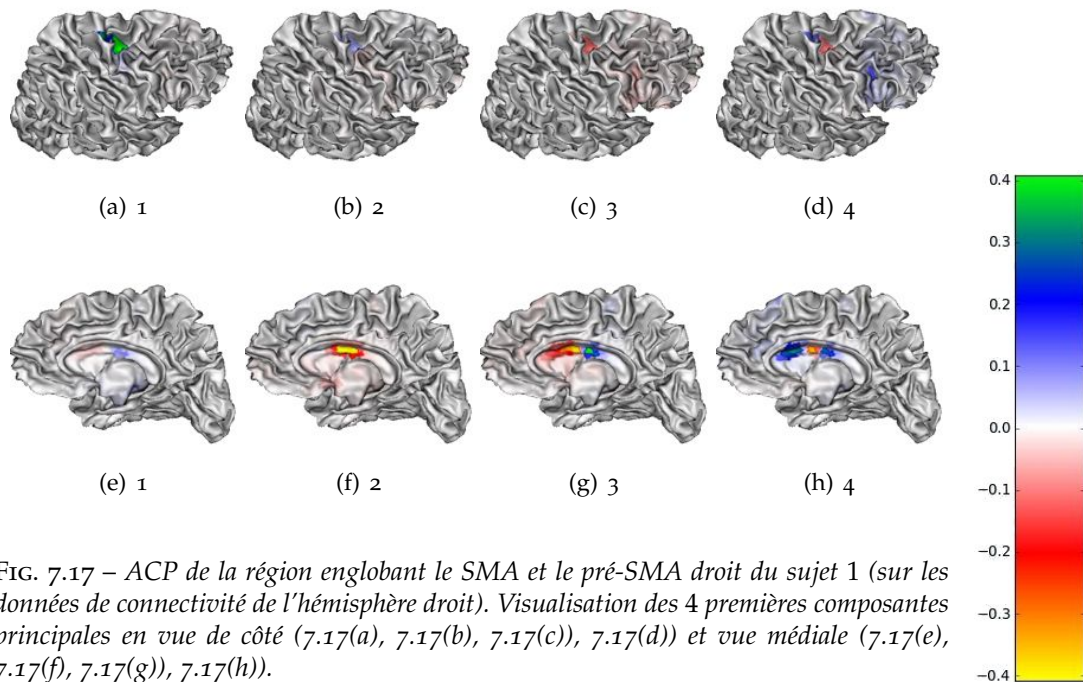 (a) 1
(b) 2
(c) 3
(d) 4
(e) 1
(f) 2
(g) 3
(h) 4
0.4
0.3
0.2
0.1
0.0
−0.1
−0.2
−0.3
−0.4
FIG. 7.17 – ACP de la région englobant le SMA et le pré-SMA droit du sujet 1 (sur les
données de connectivité de l'hémisphère droit). Visualisation des 4 premières composantes
principales en vue de côté (7.17(a), 7.17(b), 7.17(c)), 7.17(d)) et vue médiale (7.17(e),
7.17(f), 7.17(g)), 7.17(h)).